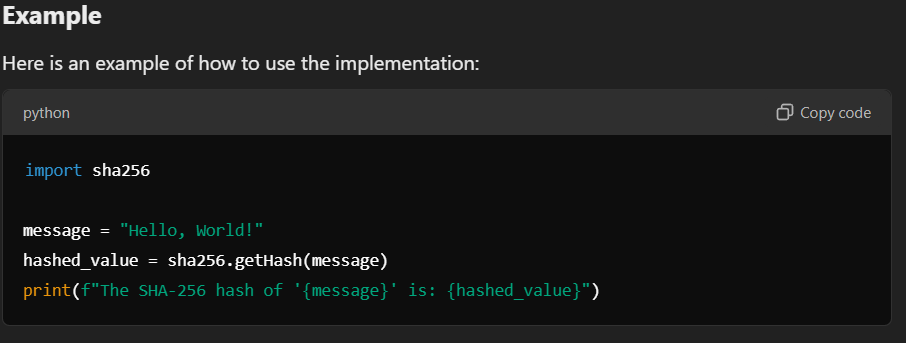 Example
Here is an example of how to use the implementation:
python
Copy code
import sha256
message = "Hello, World!"
hashed_value = sha256.getHash(message)
print(f"The SHA-256 hash of '{message}' is: {hashed_value}")